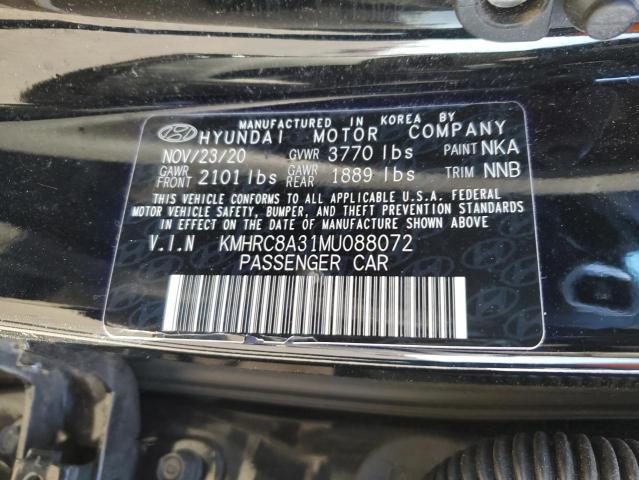 MANUFACTURED IN KOREA BY
HYUNDAI MOTOR COMPANY
NOV/23/20 GVWR 3770 lbs PAINT NKA
GAWR FRONT 2101 lbs GAWR REAR 1889 lbs TRIM NNB
THIS VEHICLE CONFORMS TO ALL APPLICABLE U.S.A. FEDERAL
MOTOR VEHICLE SAFETY, BUMPER, AND THEFT PREVENTION STANDARDS
IN EFFECT ON THE DATE OF MANUFACTURE SHOWN ABOVE
V.I.N KMHRC8A31MU088072
PASSENGER CAR